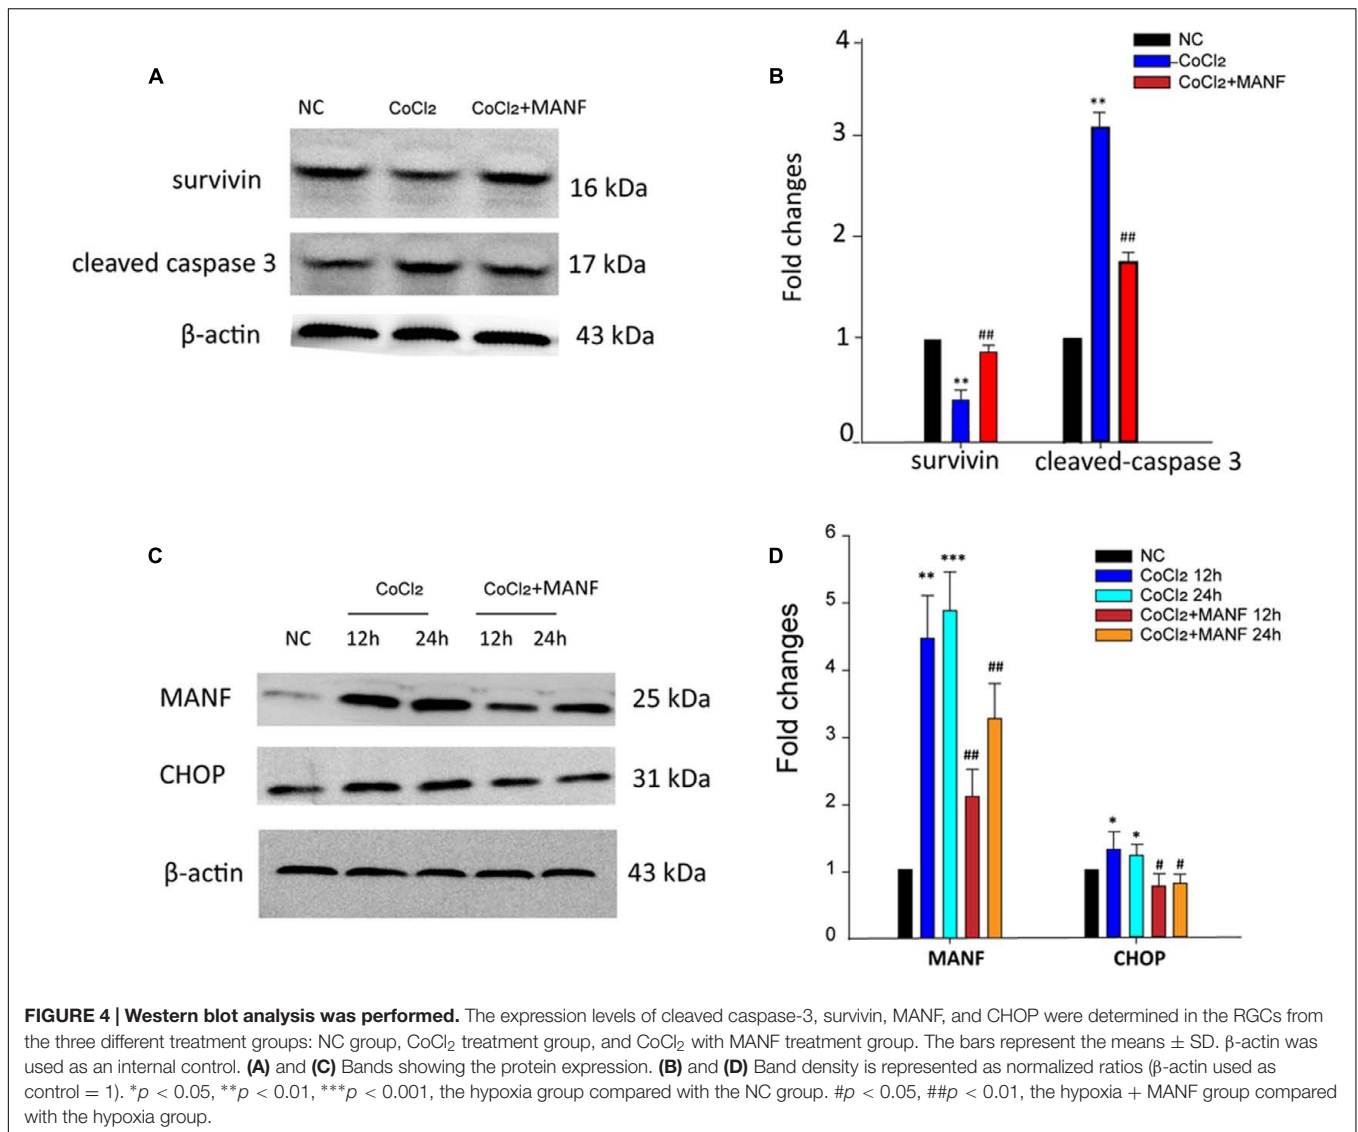 A
NC CoCl2 CoCl2+MANF
survivin 16 kDa
cleaved caspase 3 17 kDa
β-actin 43 kDa
B
4
3
2
1
0
Fold changes
NC
CoCl2
CoCl2+MANF
**
##
**
##
survivin cleaved-caspase 3
C
CoCl2 CoCl2+MANF
NC 12h 24h 12h 24h
MANF 25 kDa
CHOP 31 kDa
β-actin 43 kDa
D
6
5
4
3
2
1
0
Fold changes
NC
CoCl2 12h
CoCl2 24h
CoCl2+MANF 12h
CoCl2+MANF 24h
**
***
##
##
*
*
#
#
MANF CHOP
FIGURE 4 | Western blot analysis was performed. The expression levels of cleaved caspase-3, survivin, MANF, and CHOP were determined in the RGCs from
the three different treatment groups: NC group, CoCl2 treatment group, and CoCl2 with MANF treatment group. The bars represent the means ± SD. β-actin was
used as an internal control. (A) and (C) Bands showing the protein expression. (B) and (D) Band density is represented as normalized ratios (β-actin used as
control = 1). *p < 0.05, **p < 0.01, ***p < 0.001, the hypoxia group compared with the NC group. #p < 0.05, ##p < 0.01, the hypoxia + MANF group compared
with the hypoxia group.